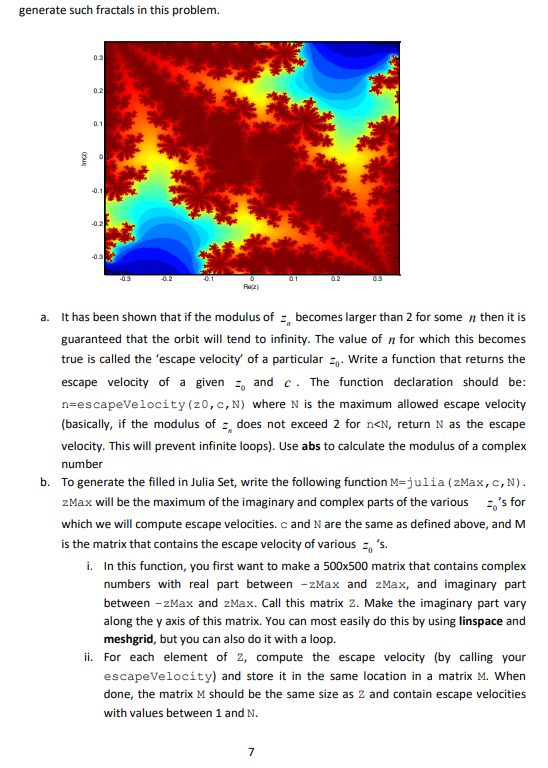 generate such fractals in this problem.
0.3
0.2
0.1
0
-0.1
-0.2
-0.3
Im(z)
-0.3 -0.2 -0.1 0 0.1 0.2 0.3
Re(z)
a. It has been shown that if the modulus of zₙ becomes larger than 2 for some n then it is
guaranteed that the orbit will tend to infinity. The value of n for which this becomes
true is called the 'escape velocity' of a particular z₀. Write a function that returns the
escape velocity of a given z₀ and c . The function declaration should be:
n=escapeVelocity(z0,c,N) where N is the maximum allowed escape velocity
(basically, if the modulus of zₙ does not exceed 2 for n<N, return N as the escape
velocity. This will prevent infinite loops). Use abs to calculate the modulus of a complex
number
b. To generate the filled in Julia Set, write the following function M=julia(zMax,c,N).
zMax will be the maximum of the imaginary and complex parts of the various z₀'s for
which we will compute escape velocities. c and N are the same as defined above, and M
is the matrix that contains the escape velocity of various z₀ 's.
i. In this function, you first want to make a 500x500 matrix that contains complex
numbers with real part between -zMax and zMax, and imaginary part
between -zMax and zMax. Call this matrix Z. Make the imaginary part vary
along the y axis of this matrix. You can most easily do this by using linspace and
meshgrid, but you can also do it with a loop.
ii. For each element of Z, compute the escape velocity (by calling your
escapeVelocity) and store it in the same location in a matrix M. When
done, the matrix M should be the same size as Z and contain escape velocities
with values between 1 and N.
7